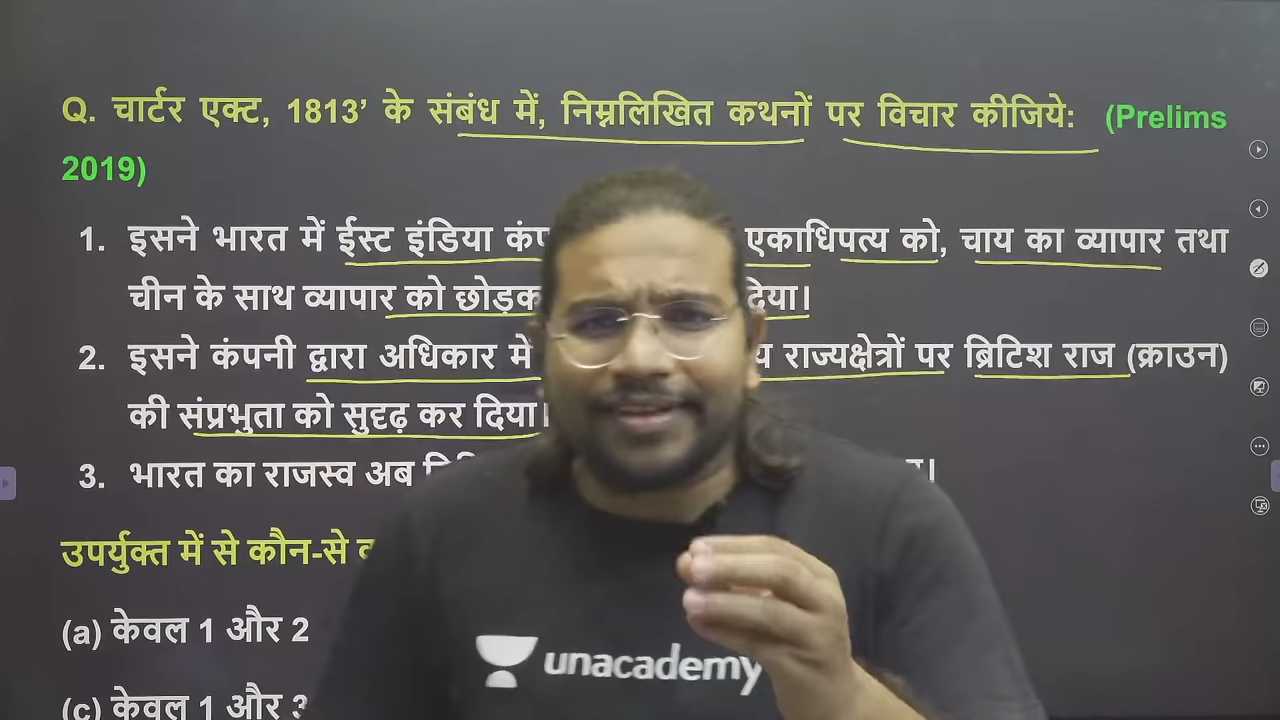 Q. चार्टर एक्ट, 1813’ के संबंध में, निम्नलिखित कथनों पर विचार कीजिये: (Prelims
2019)
1. इसने भारत में ईस्ट इंडिया एकाधिपत्य को, चाय का व्यापार तथा
चीन के साथ व्यापार को दिया।
2. इसने कंपनी द्वारा अधिकार में राज्यक्षेत्रों पर ब्रिटिश राज (क्राउन)
की संप्रभुता को सुदृढ़ कर दिया।
3. भारत का राजस्व अब
उपर्युक्त में से कौन-से
(a) केवल 1 और 2
(c) केवल 1 और 3
unacademy